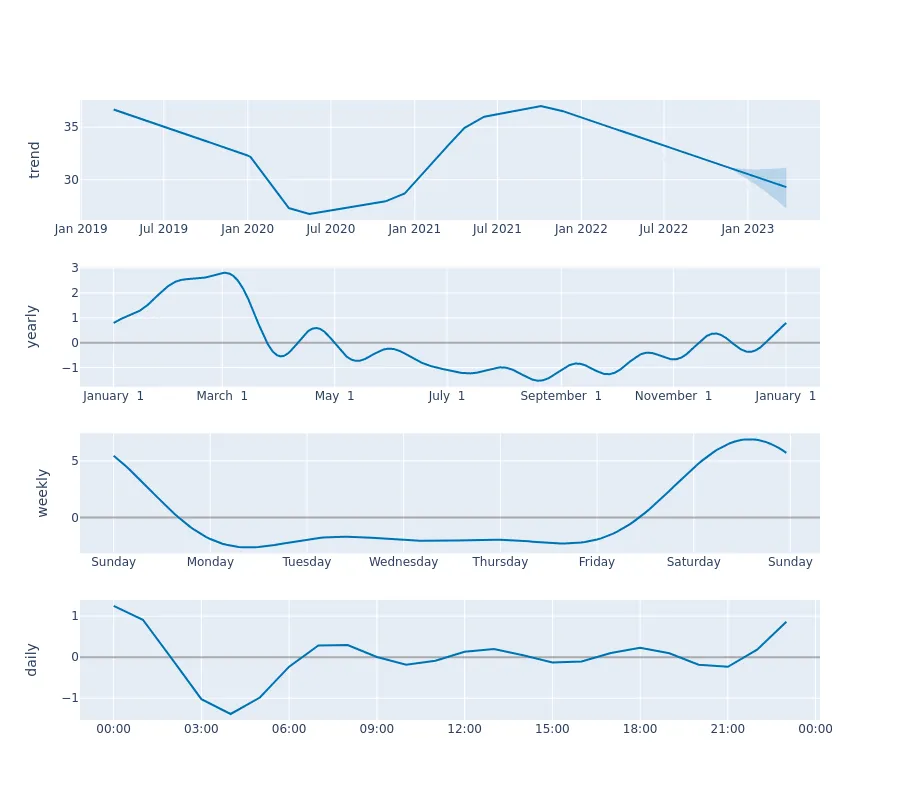 trend
35
30
Jan 2019 Jul 2019 Jan 2020 Jul 2020 Jan 2021 Jul 2021 Jan 2022 Jul 2022 Jan 2023
yearly
3
2
1
0
−1
January 1 March 1 May 1 July 1 September 1 November 1 January 1
weekly
5
0
Sunday Monday Tuesday Wednesday Thursday Friday Saturday Sunday
daily
1
0
−1
00:00 03:00 06:00 09:00 12:00 15:00 18:00 21:00 00:00